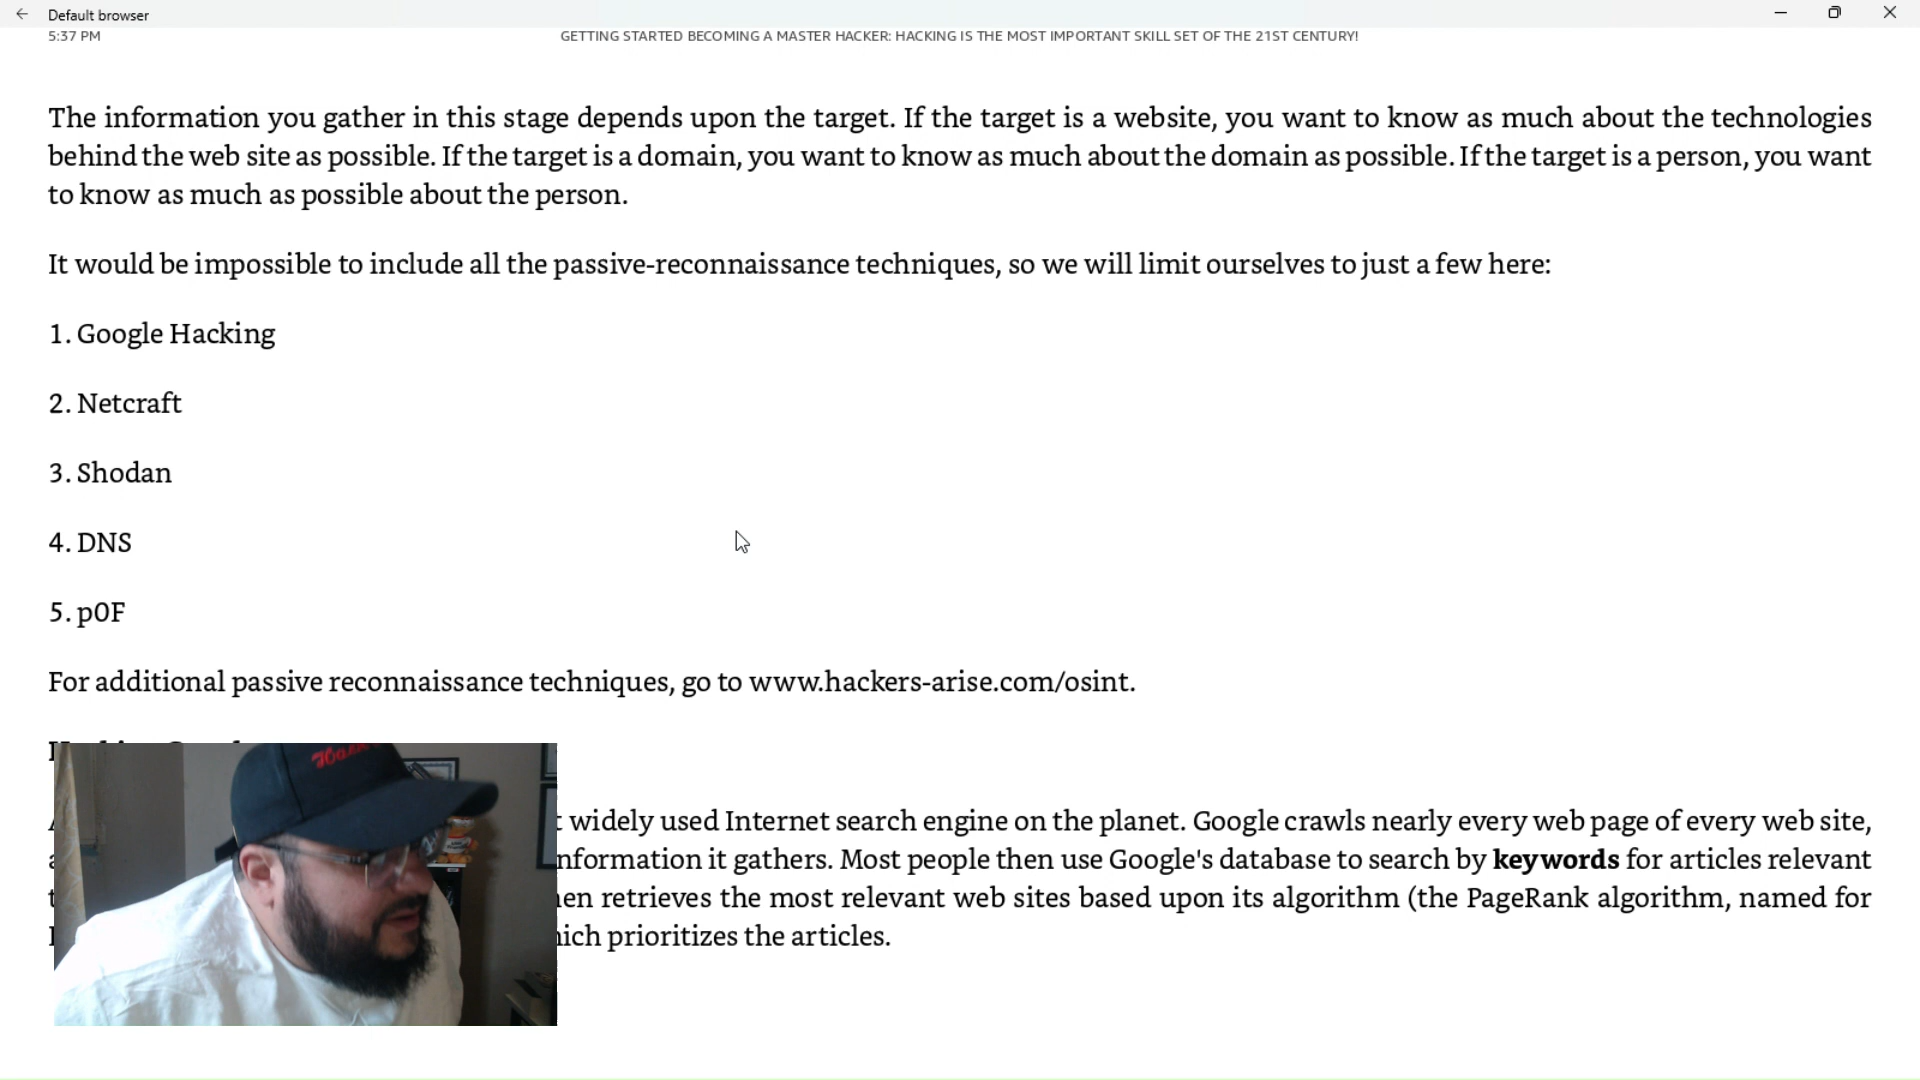 Default browser
5:37 PM
GETTING STARTED BECOMING A MASTER HACKER: HACKING IS THE MOST IMPORTANT SKILL SET OF THE 21ST CENTURY!
The information you gather in this stage depends upon the target. If the target is a website, you want to know as much about the technologies
behind the web site as possible. If the target is a domain, you want to know as much about the domain as possible. If the target is a person, you want
to know as much as possible about the person.
It would be impossible to include all the passive-reconnaissance techniques, so we will limit ourselves to just a few here:
1. Google Hacking
2. Netcraft
3. Shodan
4. DNS
5. p0F
For additional passive reconnaissance techniques, go to www.hackers-arise.com/osint.
widely used Internet search engine on the planet. Google crawls nearly every web page of every web site,
information it gathers. Most people then use Google's database to search by keywords for articles relevant
retrieves the most relevant web sites based upon its algorithm (the PageRank algorithm, named for
prioritizes the articles.